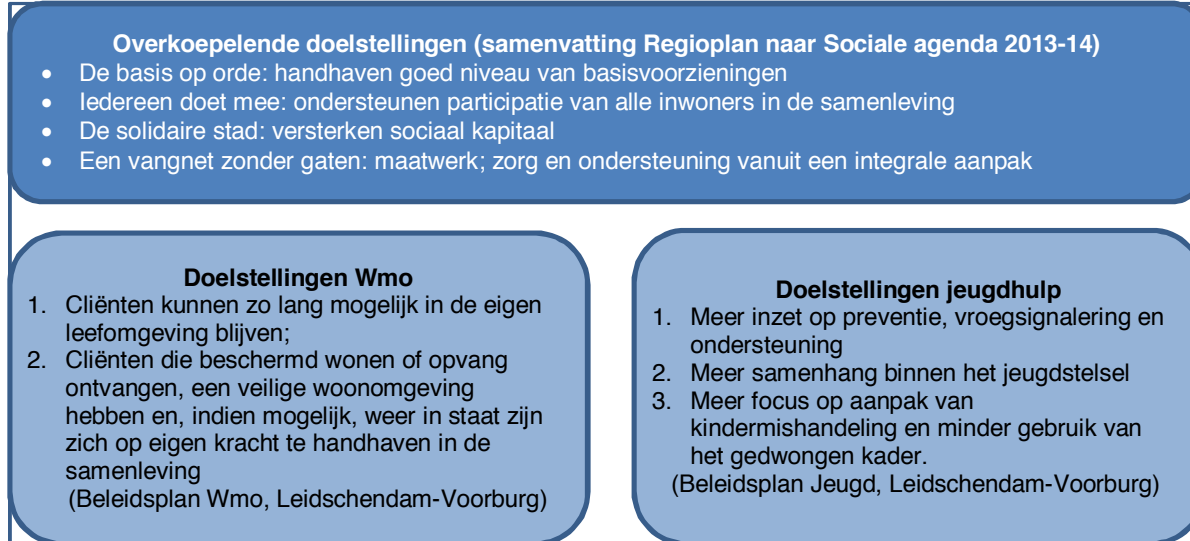 Overkoepelende doelstellingen (samenvatting Regioplan naar Sociale agenda 2013-14)
• De basis op orde: handhaven goed niveau van basisvoorzieningen
• Iedereen doet mee: ondersteunen participatie van alle inwoners in de samenleving
• De solidaire stad: versterken sociaal kapitaal
• Een vangnet zonder gaten: maatwerk; zorg en ondersteuning vanuit een integrale aanpak
Doelstellingen Wmo
1. Cliënten kunnen zo lang mogelijk in de eigen
leefomgeving blijven;
2. Cliënten die beschermd wonen of opvang
ontvangen, een veilige woonomgeving
hebben en, indien mogelijk, weer in staat zijn
zich op eigen kracht te handhaven in de
samenleving
(Beleidsplan Wmo, Leidschendam-Voorburg)
Doelstellingen jeugdhulp
1. Meer inzet op preventie, vroegsignalering en
ondersteuning
2. Meer samenhang binnen het jeugdstelsel
3. Meer focus op aanpak van
kindermishandeling en minder gebruik van
het gedwongen kader.
(Beleidsplan Jeugd, Leidschendam-Voorburg)